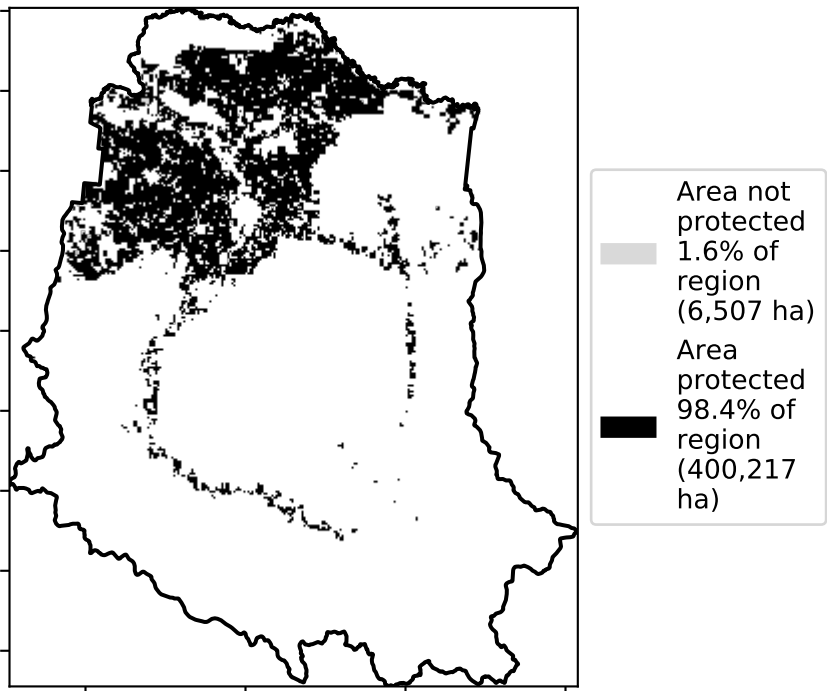 Area not
protected
1.6% of
region
(6,507 ha)
Area
protected
98.4% of
region
(400,217
ha)